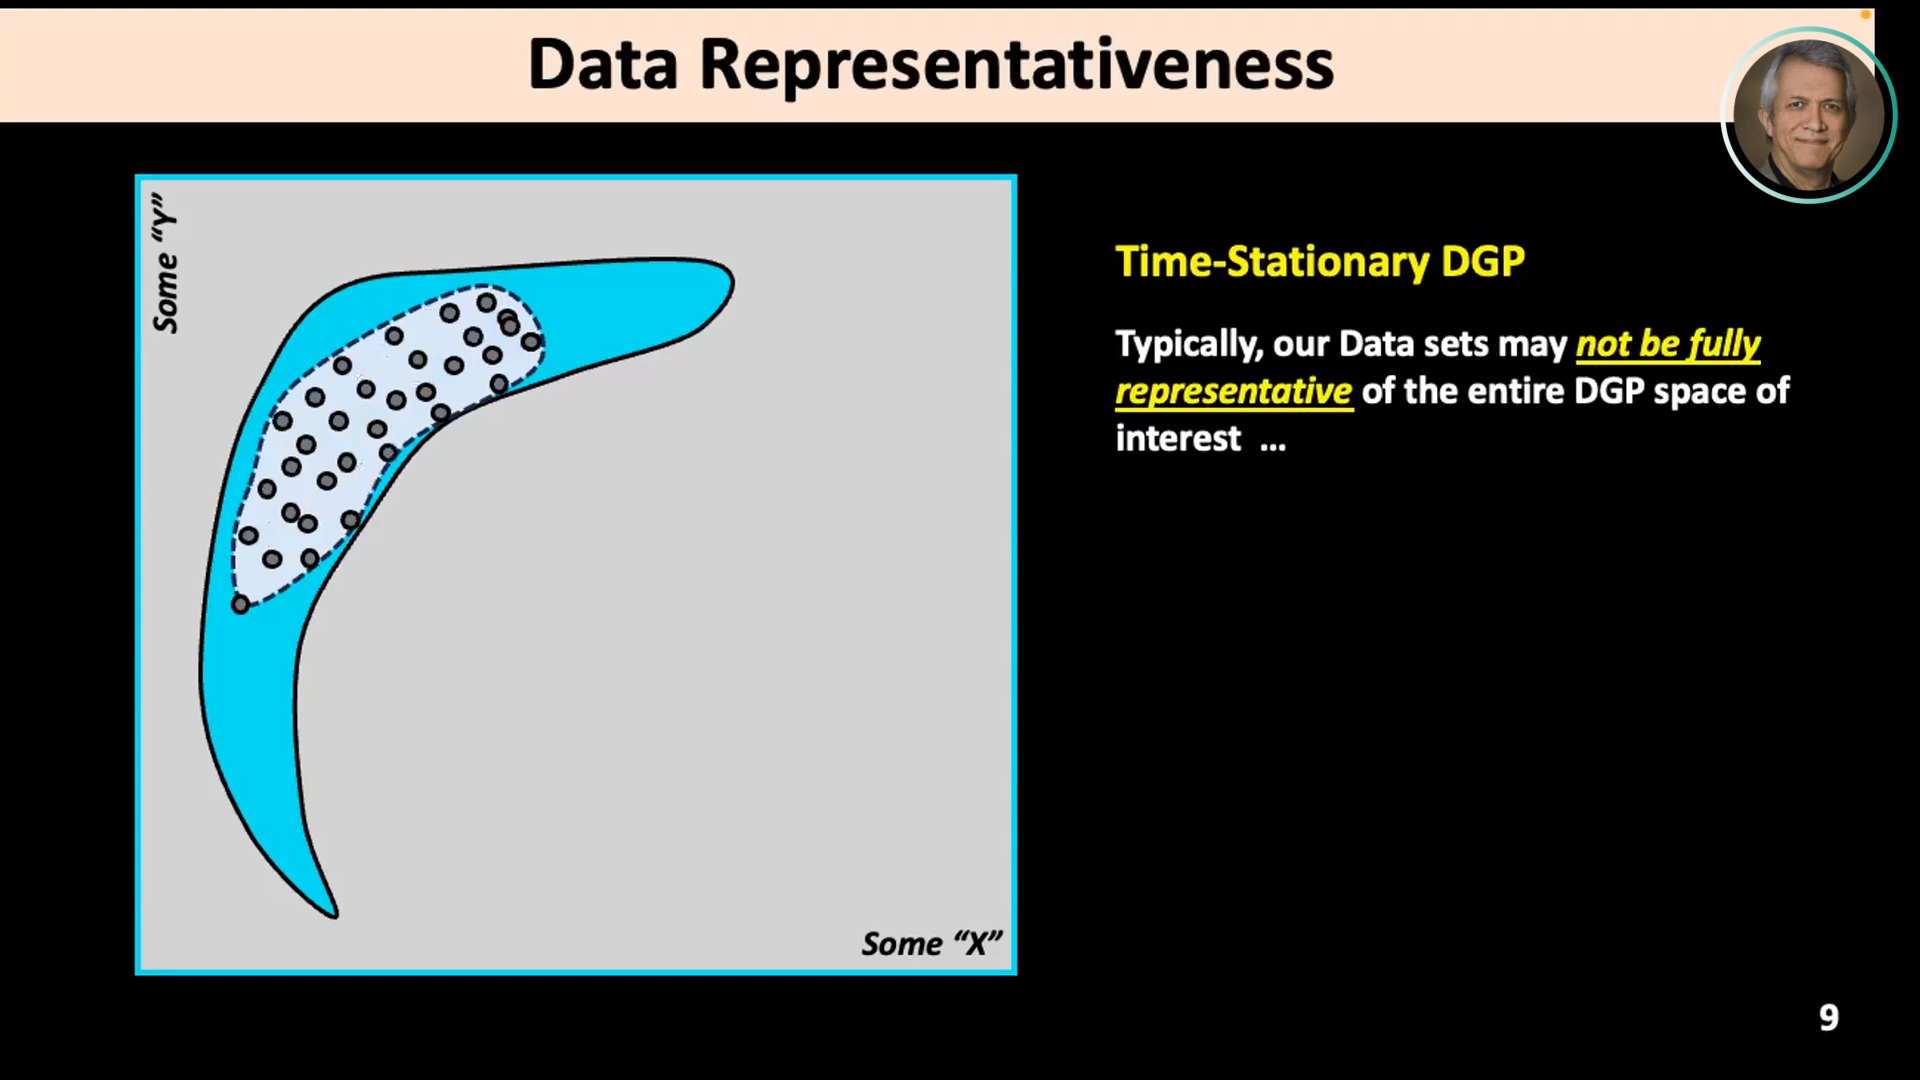 Data Representativeness
Some “Y”
Some “X”
Time-Stationary DGP
Typically, our Data sets may not be fully
representative of the entire DGP space of
interest ...
9